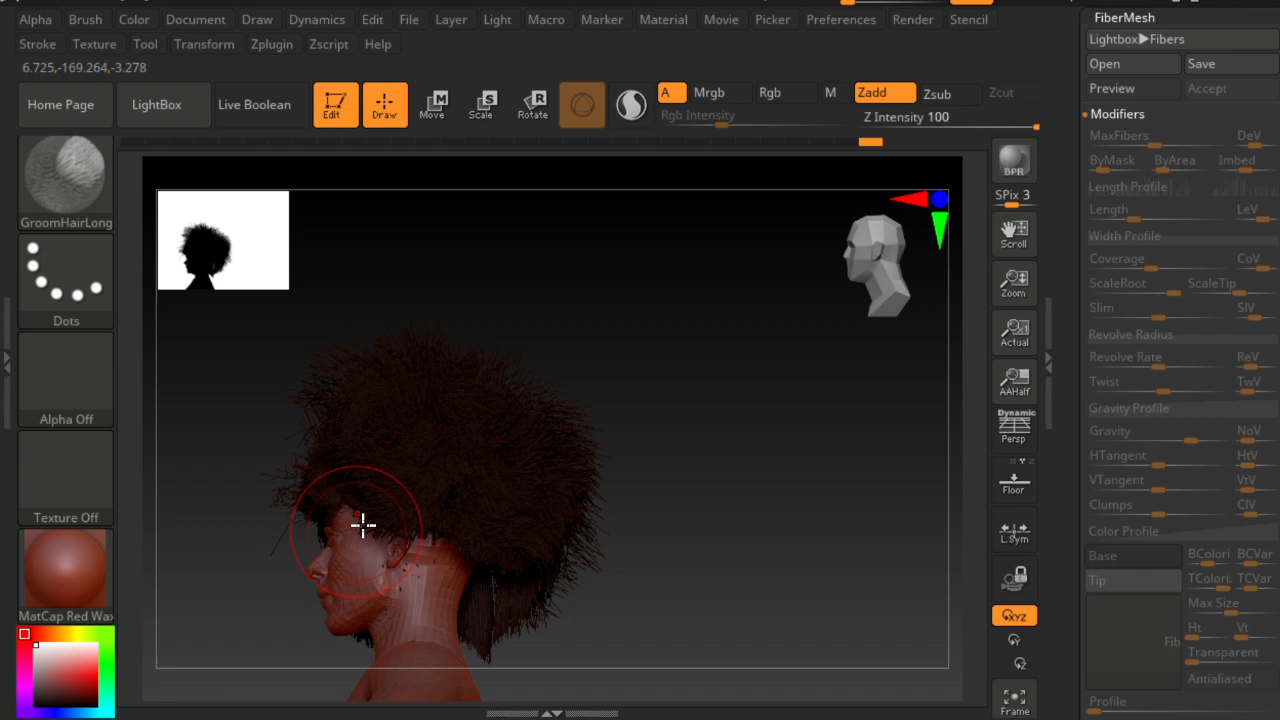 Alpha Brush Color Document Draw Dynamics Edit File Layer Light Macro Marker Material Movie Picker Preferences Render Stencil
Stroke Texture Tool Transform Zplugin Zscript Help
6.725,-169.264,-3.278
Home Page LightBox Live Boolean Edit Draw Move Scale Rotate A Mrgb Rgb M Zadd Zsub Zcut
M S R
Rgb Intensity Z Intensity 100
GroomHairLong
Dots
Alpha Off
Texture Off
MatCap Red Wax
BPR
SPix 3
Scroll
Zoom
Actual
AAHalf
Dynamic
Persp
Floor
L.Sym
XYZ
Y
Z
Frame
FiberMesh
Lightbox▶Fibers
Open Save
Preview Accept
Modifiers
MaxFibers DeV
ByMask ByArea Imbed
Length Profile
Length LeV
Width Profile
Coverage CoV
ScaleRoot ScaleTip
Slim SlV
Revolve Radius
Revolve Rate ReV
Twist TwV
Gravity Profile
Gravity NoV
HTangent HtV
VTangent VtV
Clumps ClV
Color Profile
Base BColori BCVar
Tip TColori. TCVar
Max Size
Ht Vt
Fib
Transparent
Antialiased
Profile